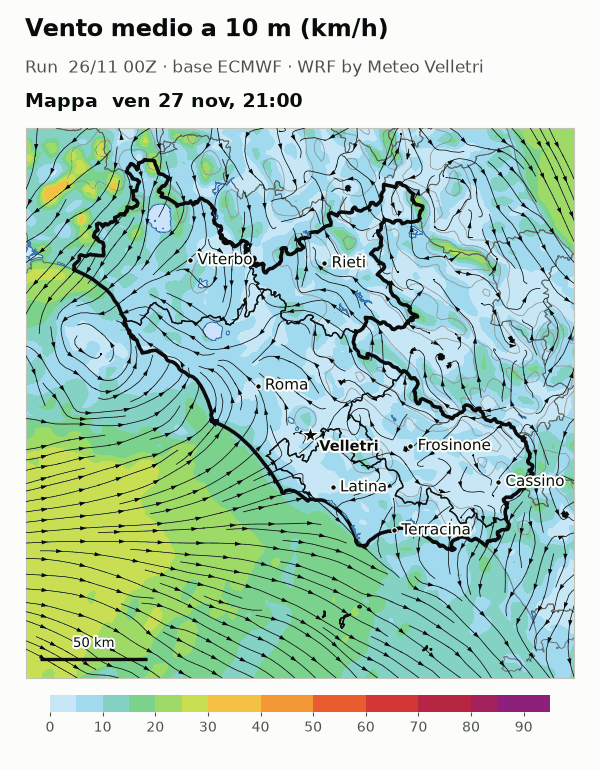 Vento medio a 10 m (km/h)
Run 26/11 00Z · base ECMWF · WRF by Meteo Velletri
Mappa ven 27 nov, 21:00
Viterbo
Rieti
Roma
Velletri
Frosinone
Latina
Cassino
Terracina
50 km
0 10 20 30 40 50 60 70 80 90